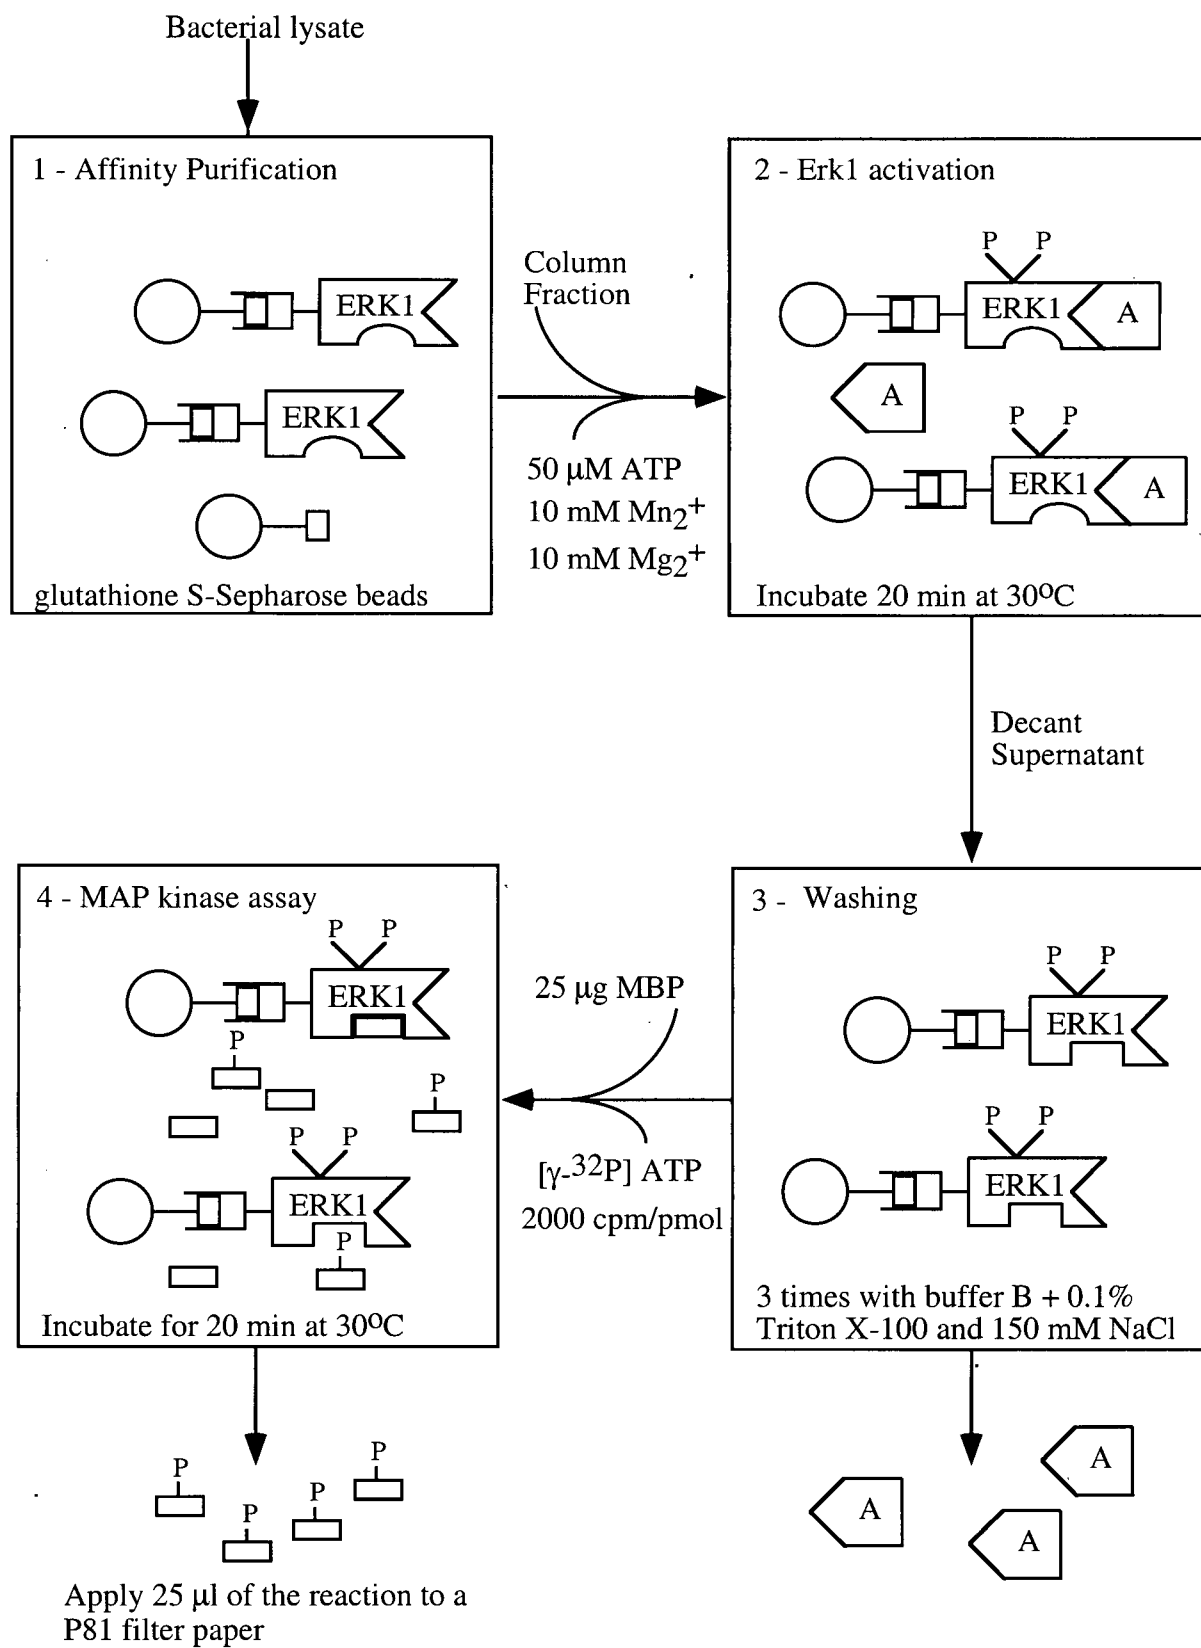 Bacterial lysate
1 - Affinity Purification
ERK1
ERK1
glutathione S-Sepharose beads
Column
Fraction
50 μM ATP
10 mM Mn2+
10 mM Mg2+
2 - Erk1 activation
P P
ERK1 A
A
P P
ERK1 A
Incubate 20 min at 30°C
Decant
Supernatant
3 - Washing
P P
ERK1
P P
ERK1
3 times with buffer B + 0.1%
Triton X-100 and 150 mM NaCl
A
A
A
25 μg MBP
[γ-32P] ATP
2000 cpm/pmol
4 - MAP kinase assay
P P
ERK1
P
P
P P
ERK1
P
Incubate for 20 min at 30°C
P
P
P
P
Apply 25 μl of the reaction to a
P81 filter paper